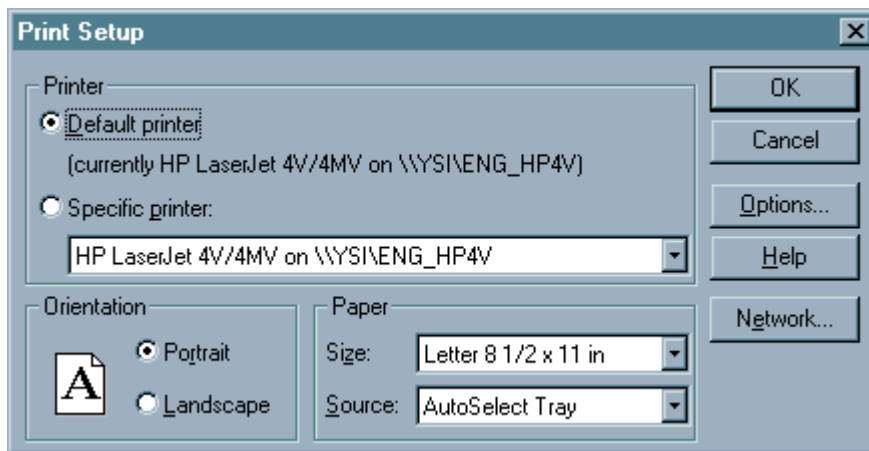 Print Setup
Printer
OK
Default printer
(currently HP LaserJet 4V/4MV on \\YSI\ENG_HP4V)
Cancel
Specific printer:
Options...
HP LaserJet 4V/4MV on \\YSI\ENG_HP4V
Help
Orientation
Paper
Network...
Portrait
Size:
Letter 8 1/2 x 11 in
A
Landscape
Source:
AutoSelect Tray